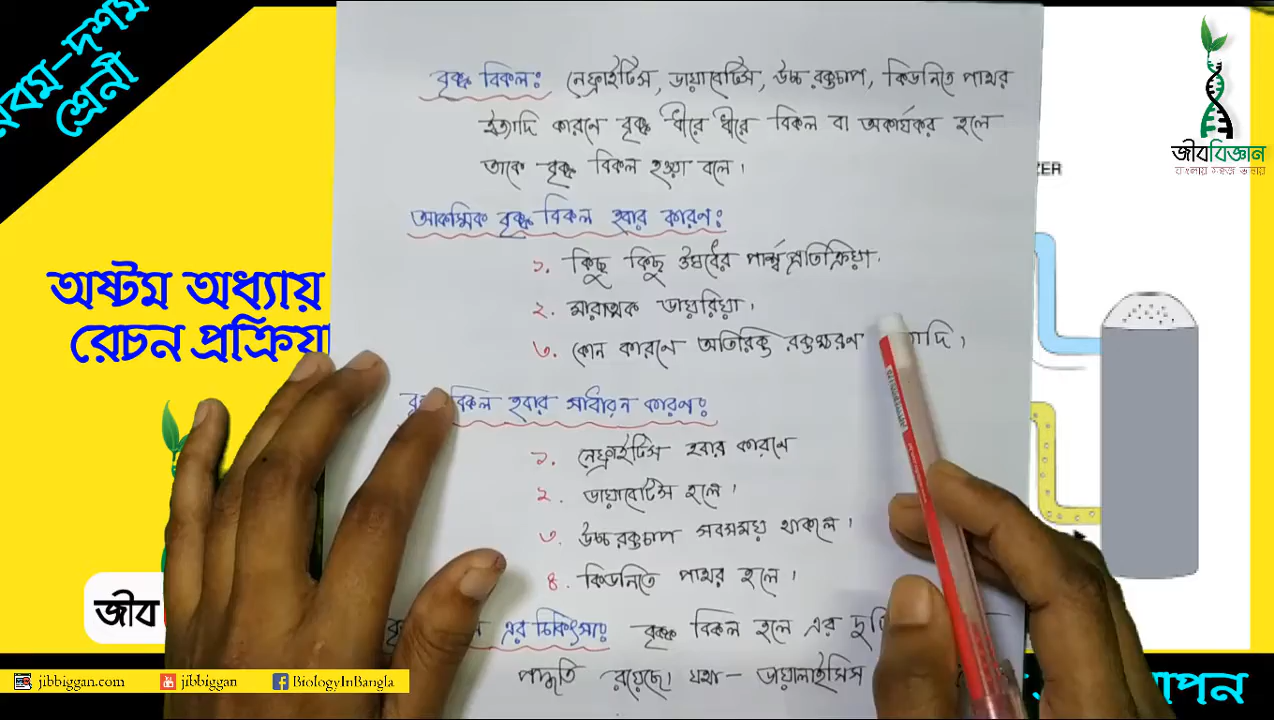 নবম-দশম
শ্রেনী
জীববিজ্ঞান
বাংলায় সহজ ভাষায়
অষ্টম অধ্যায়
রেচন প্রক্রিয়া
বৃক্ক বিকলঃ নেফ্রাইটিস, ডায়াবেটিস, উচ্চ রক্তচাপ, কিডনিতে পাথর
ইত্যাদি কারণে বৃক্ক ধীরে ধীরে বিকল বা অকার্যকর হলে
তাকে বৃক্ক বিকল হওয়া বলে।
আকস্মিক বৃক্ক বিকল হবার কারণঃ
১. কিছু কিছু ঔষধের পার্শ্ব প্রতিক্রিয়া.
২. মারাত্মক ডায়রিয়া।
৩. কোন কারণে অতিরিক্ত রক্তক্ষরণ
বিকল হবার সাধারন কারণঃ
১. নেফ্রাইটিস হবার কারণে
২. ডায়াবেটিস হলে।
৩. উচ্চ রক্তচাপ সবসময় থাকলে।
৪. কিডনিতে পাথর হলে।
এর চিকিৎসাঃ বৃক্ক বিকল হলে এর
পদ্ধতি রয়েছে। যথা- ডায়ালাইসিস
জীব
jibbiggan.com
jibbiggan
BiologyInBangla